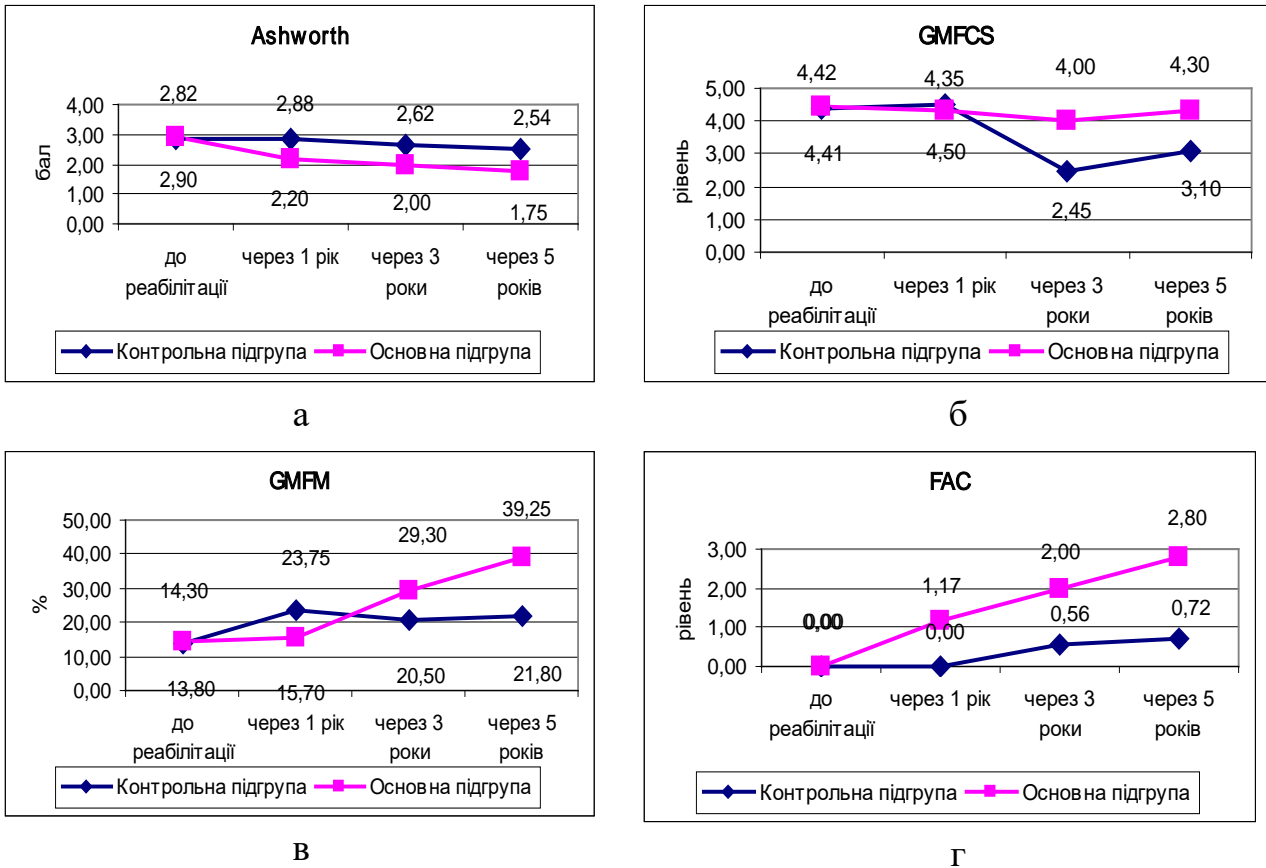 Ashworth
2,82 2,88 2,62 2,54
4,00
3,00
2,00
1,00
0,00
бал
2,90 2,20 2,00 1,75
до реабілітації через 1 рік через 3 роки через 5 років
Контрольна підгрупа Основна підгрупа
а
GMFCS
4,42 4,35 4,00 4,30
5,00
4,00
3,00
2,00
1,00
0,00
рівень
4,41 4,50 2,45 3,10
до реабілітації через 1 рік через 3 роки через 5 років
Контрольна підгрупа Основна підгрупа
б
GMFM
14,30 23,75 29,30 39,25
50,00
40,00
30,00
20,00
10,00
0,00
%
13,80 15,70 20,50 21,80
до реабілітації через 1 рік через 3 роки через 5 років
Контрольна підгрупа Основна підгрупа
в
FAC
0,00 1,17 2,00 2,80
3,00
2,00
1,00
0,00
рівень
0,00 0,00 0,56 0,72
до реабілітації через 1 рік через 3 роки через 5 років
Контрольна підгрупа Основна підгрупа
г